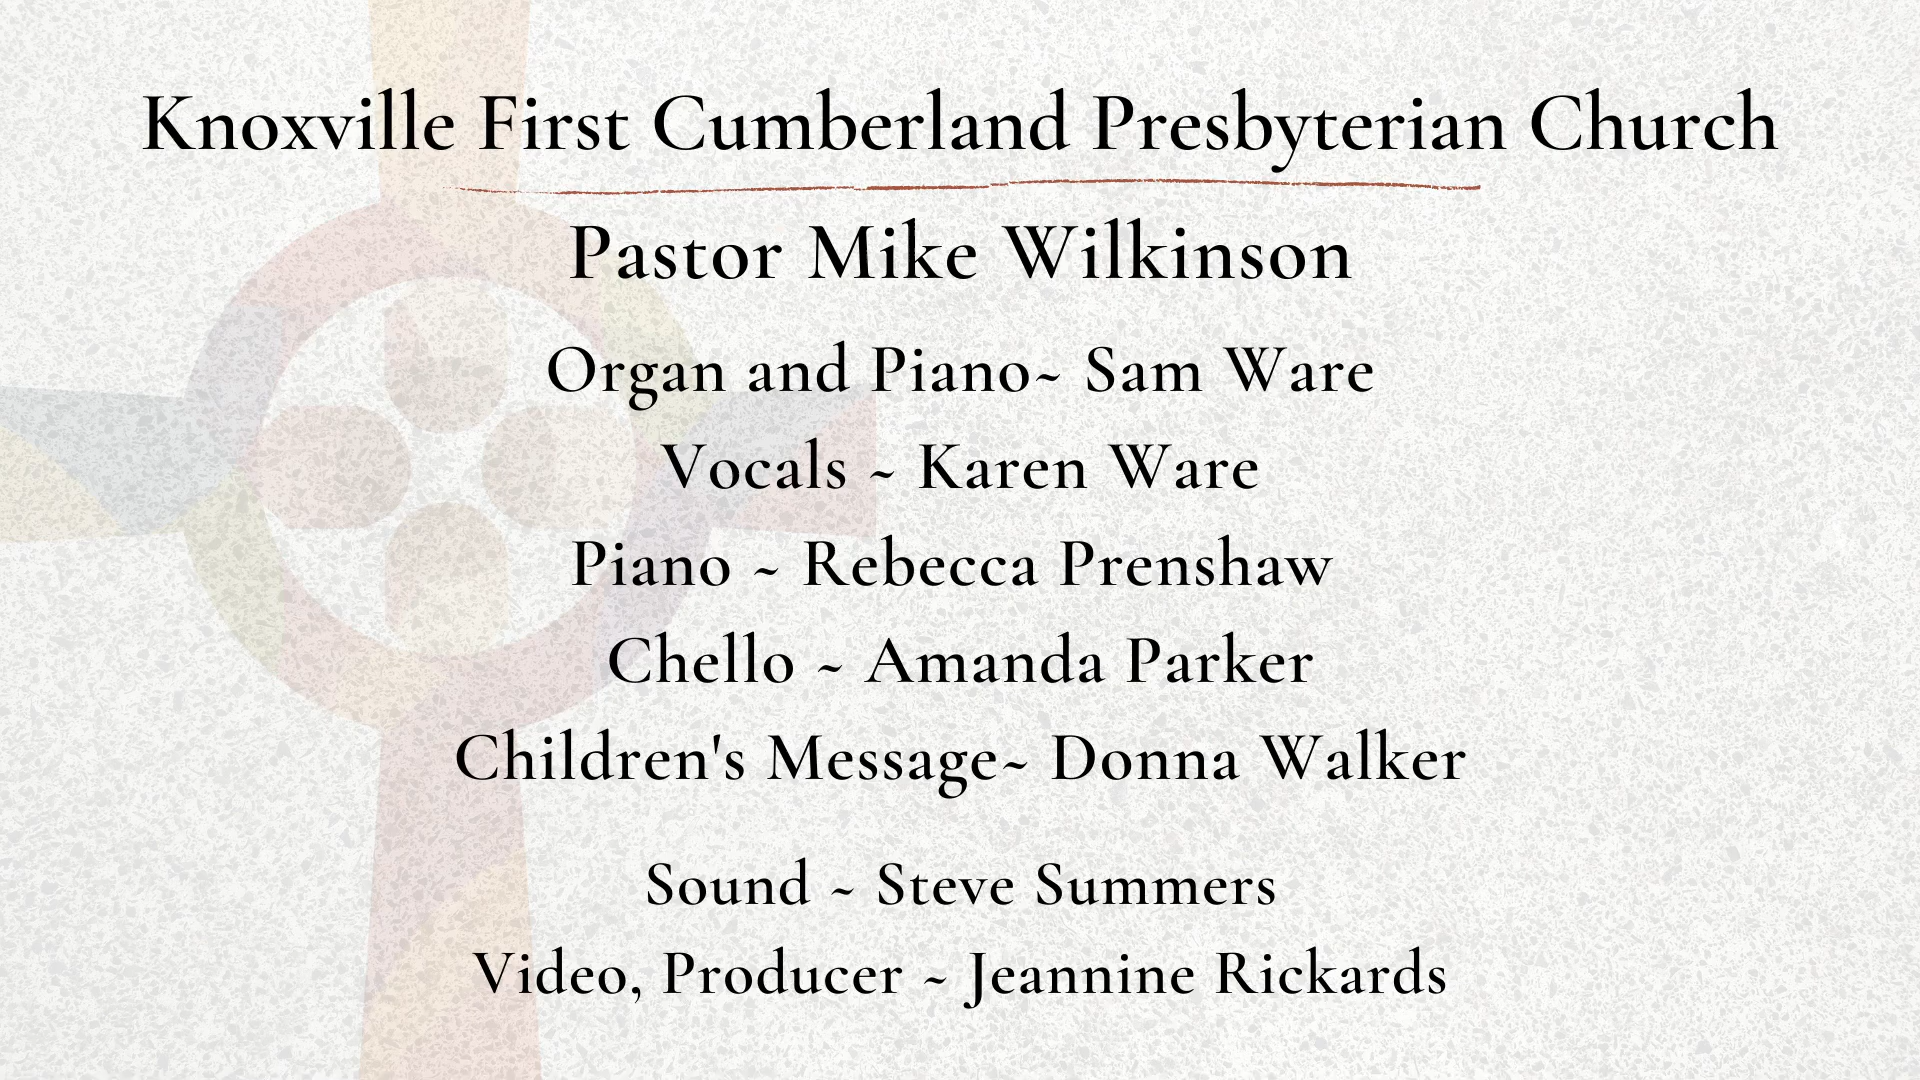 Knoxville First Cumberland Presbyterian Church
Pastor Mike Wilkinson
Organ and Piano~ Sam Ware
Vocals ~ Karen Ware
Piano ~ Rebecca Prenshaw
Chello ~ Amanda Parker
Children's Message~ Donna Walker
Sound ~ Steve Summers
Video, Producer ~ Jeannine Rickards